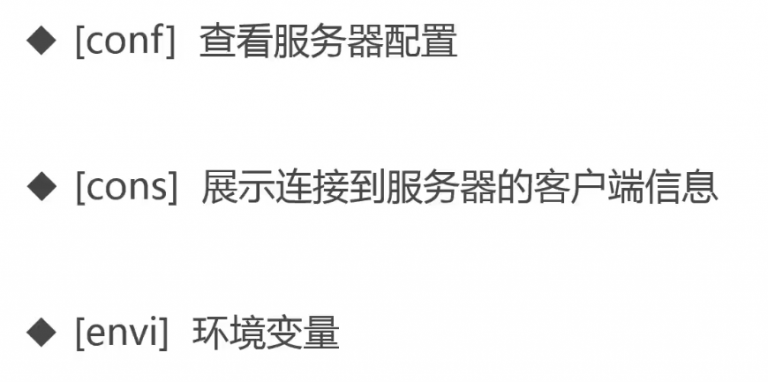 ◆ [conf] 查看服务器配置
◆ [cons] 展示连接到服务器的客户端信息
◆ [envi] 环境变量